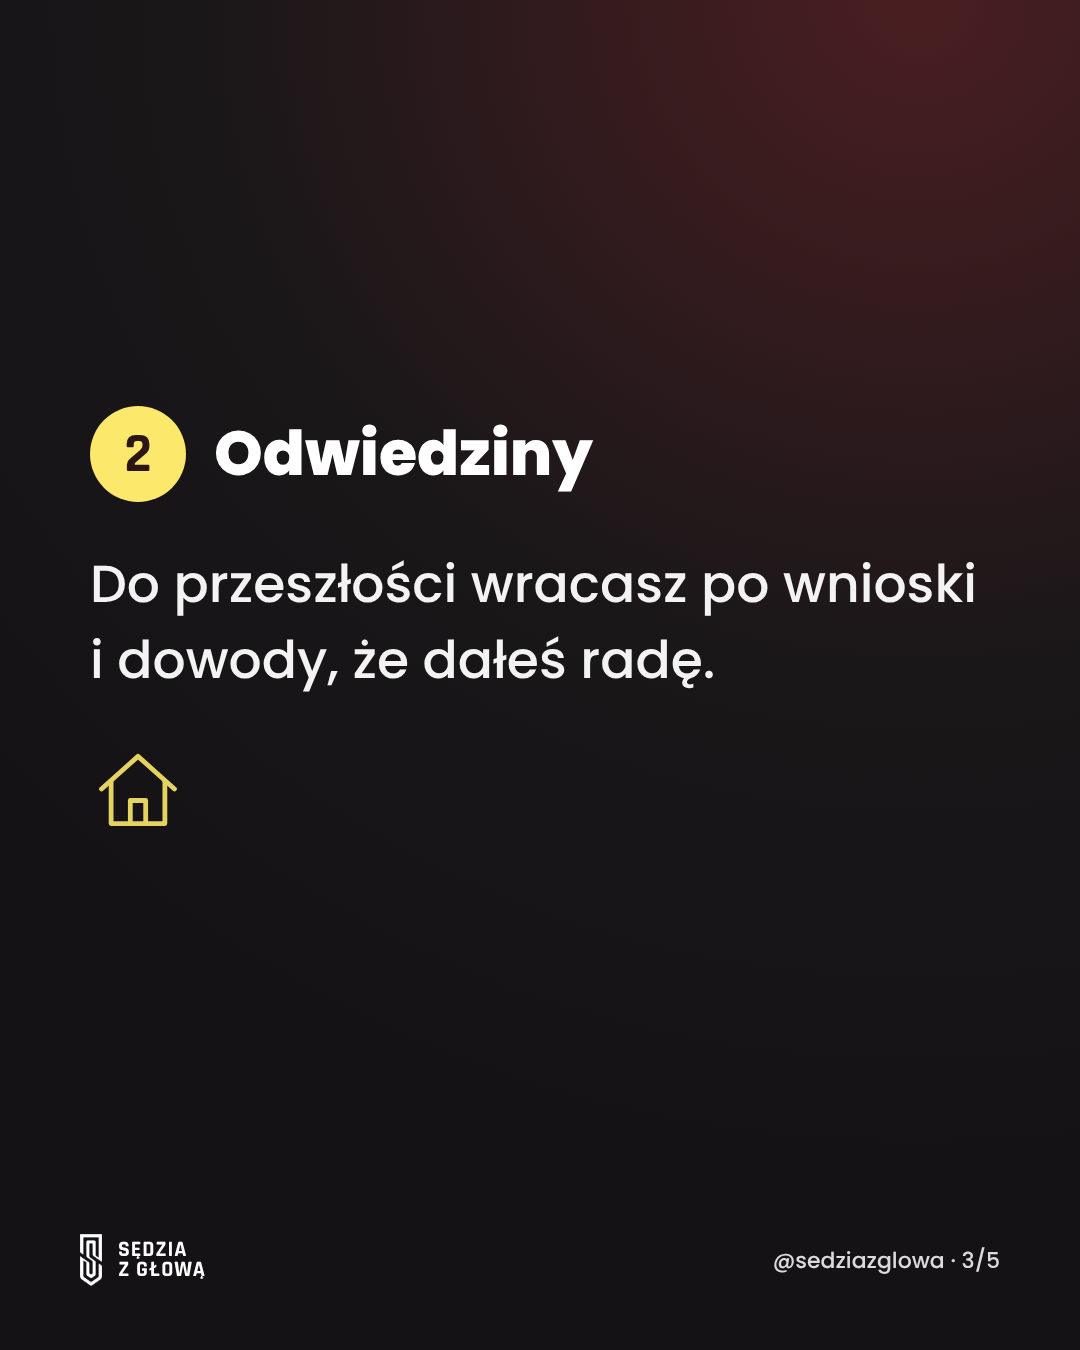 2 Odwiedziny
Do przeszłości wracasz po wnioski
i dowody, że dałeś radę.
SĘDZIA
Z GŁOWĄ
@sedziazglowa · 3/5